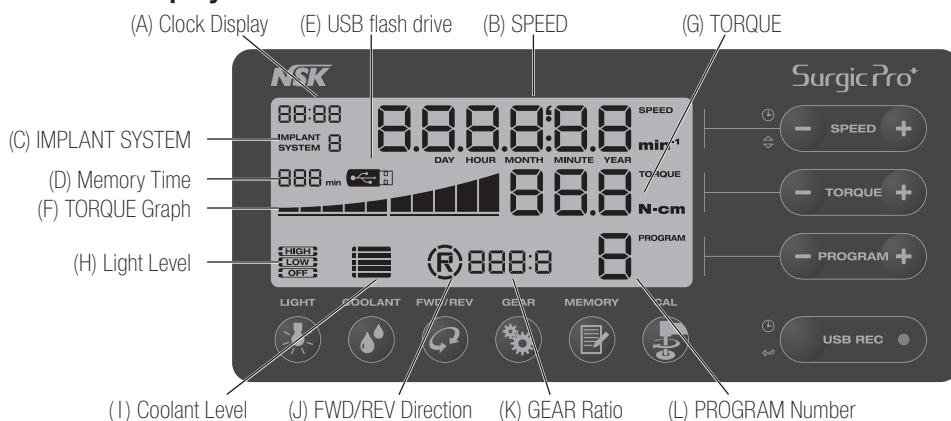 (A) Clock Display (E) USB flash drive (B) SPEED (G) TORQUE
NSK Surgic Pro+
88:88 8.8.8.8:8.8 SPEED
(C) IMPLANT SYSTEM IMPLANT SYSTEM 8 min-1 − SPEED +
DAY HOUR MONTH MINUTE YEAR
(D) Memory Time 888 min 88.8 TORQUE − TORQUE +
(F) TORQUE Graph N·cm
(H) Light Level HIGH LOW OFF R 888:8 8 PROGRAM − PROGRAM +
LIGHT COOLANT FWD/REV GEAR MEMORY CAL
USB REC
(I) Coolant Level (J) FWD/REV Direction (K) GEAR Ratio (L) PROGRAM Number